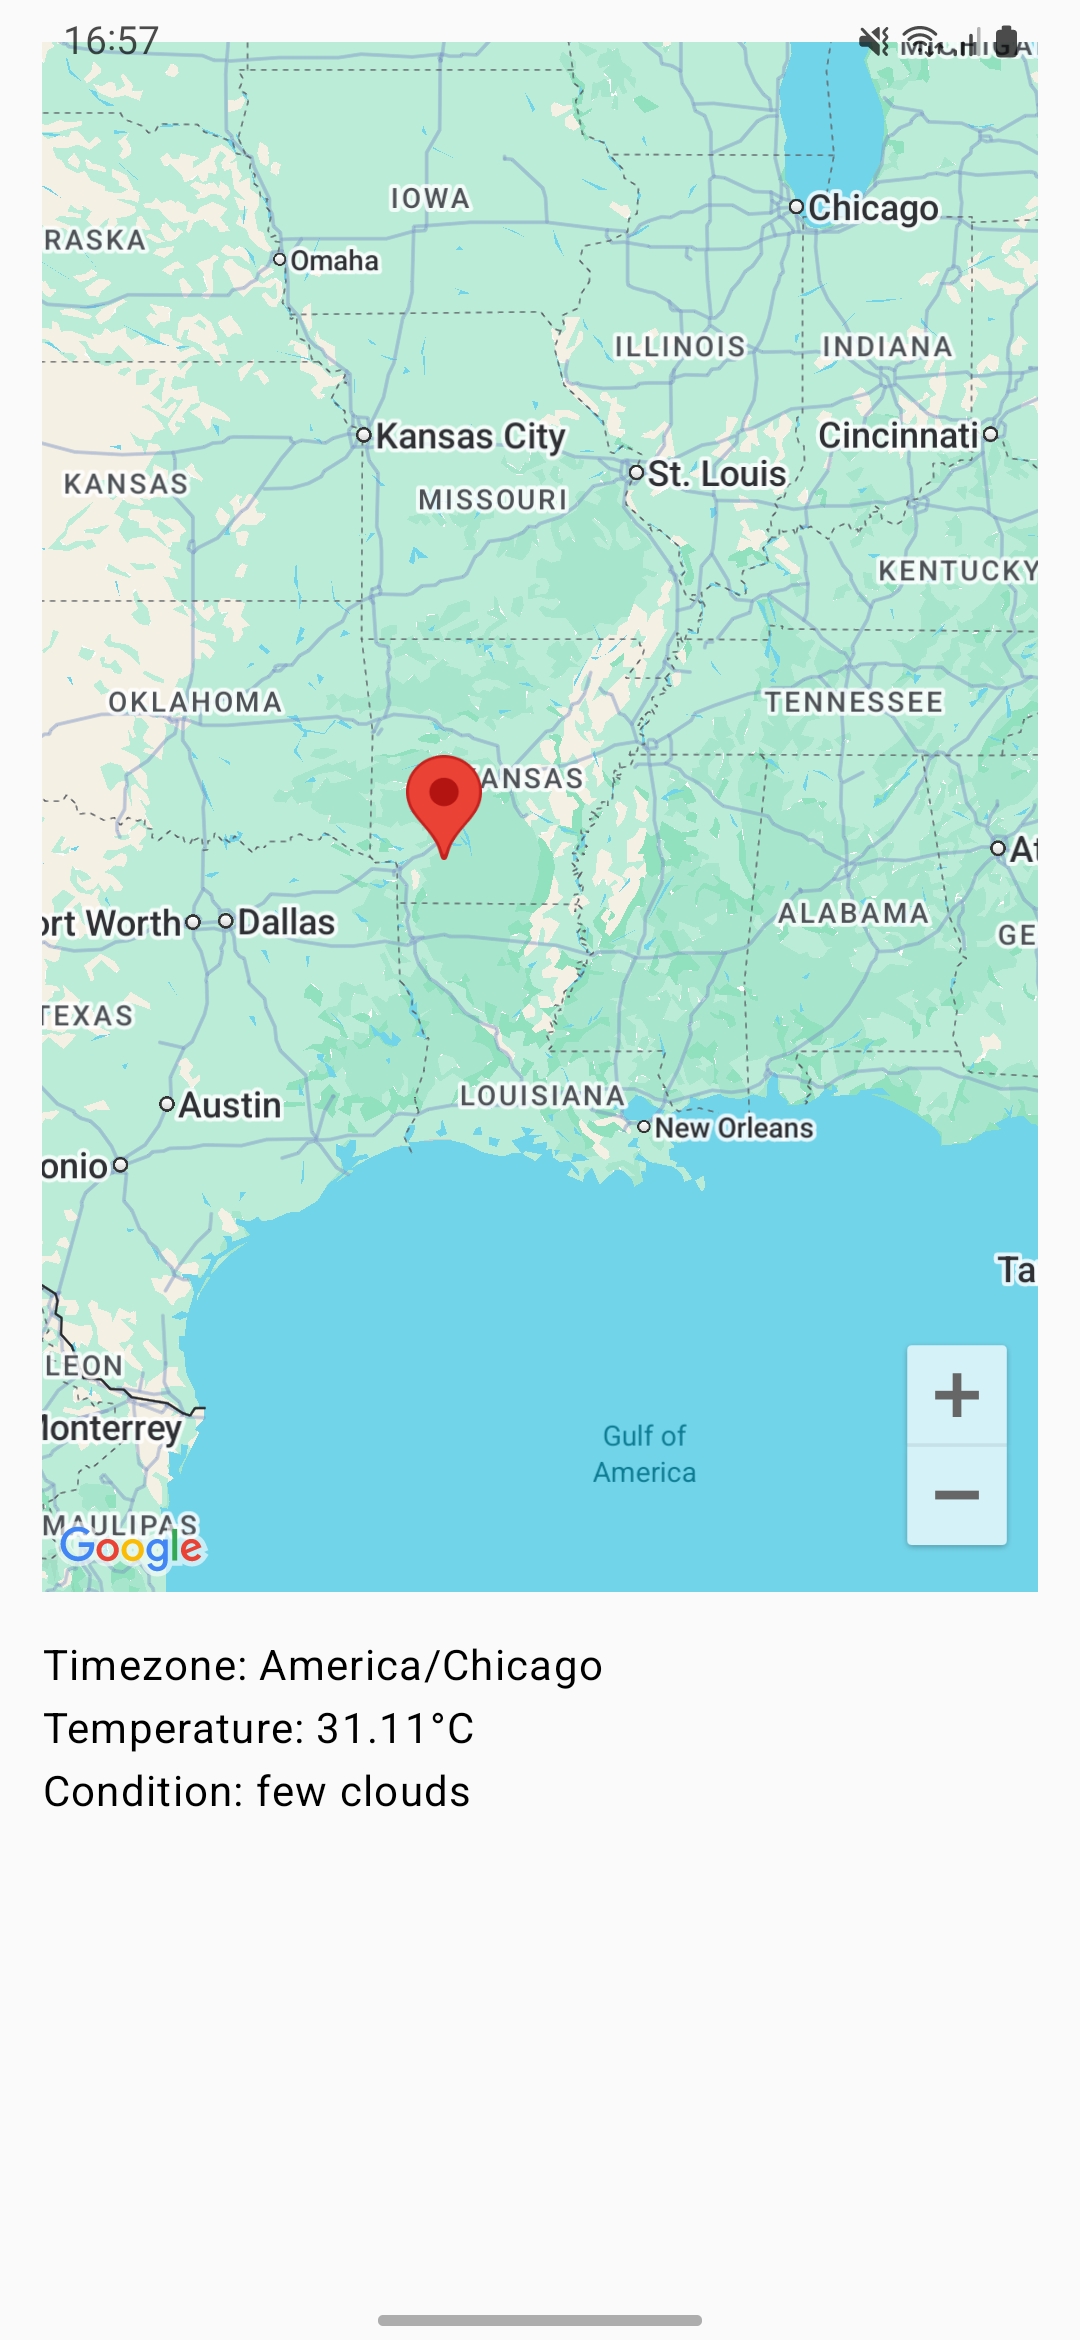 16:57
IOWA
Chicago
RASKA
Omaha
ILLINOIS
INDIANA
Kansas City
Cincinnati
St. Louis
KANSAS
MISSOURI
KENTUCKY
OKLAHOMA
TENNESSEE
ANSAS
At
ort Worth
Dallas
ALABAMA
GE
TEXAS
LOUISIANA
Austin
New Orleans
onio
Ta
LEON
Monterrey
Gulf of
America
MAULIPAS
Google
Timezone: America/Chicago
Temperature: 31.11°C
Condition: few clouds